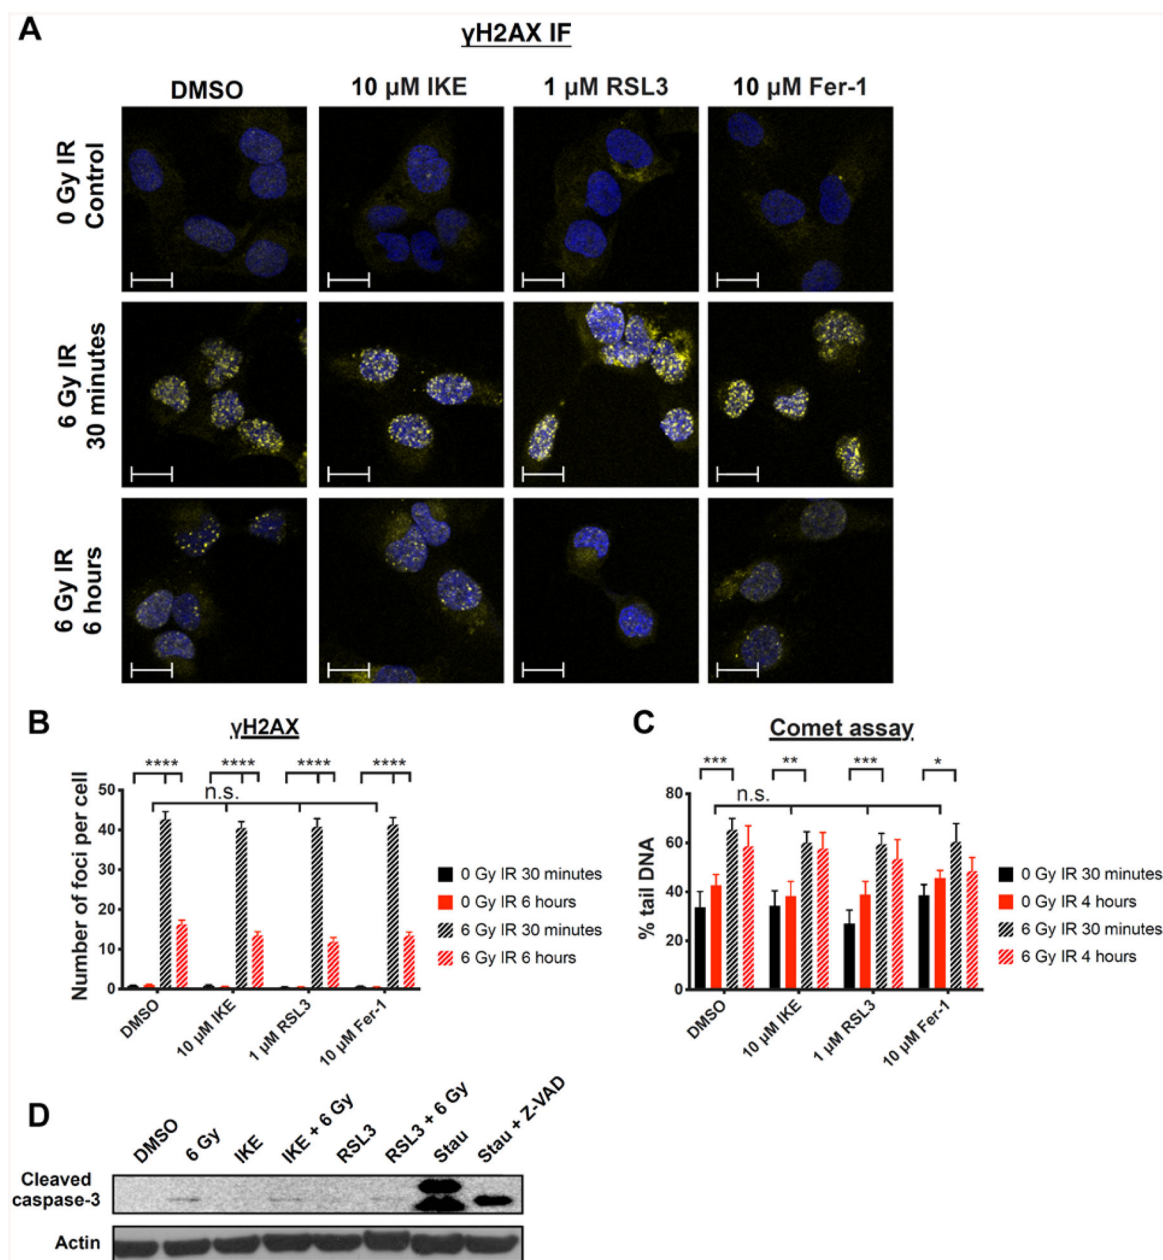 A
γH2AX IF
DMSO
10 µM IKE
1 µM RSL3
10 µM Fer-1
0 Gy IR
Control
6 Gy IR
30 minutes
6 Gy IR
6 hours
B
γH2AX
**** **** **** ****
n.s.
Number of foci per cell
50
40
30
20
10
0
DMSO
10 µM IKE
1 µM RSL3
10 µM Fer-1
0 Gy IR 30 minutes
0 Gy IR 6 hours
6 Gy IR 30 minutes
6 Gy IR 6 hours
C
Comet assay
*** ** *** *
n.s.
% tail DNA
80
60
40
20
0
DMSO
10 µM IKE
1 µM RSL3
10 µM Fer-1
0 Gy IR 30 minutes
0 Gy IR 4 hours
6 Gy IR 30 minutes
6 Gy IR 4 hours
D
DMSO
6 Gy
IKE
IKE + 6 Gy
RSL3
RSL3 + 6 Gy
Stau
Stau + Z-VAD
Cleaved
caspase-3
Actin